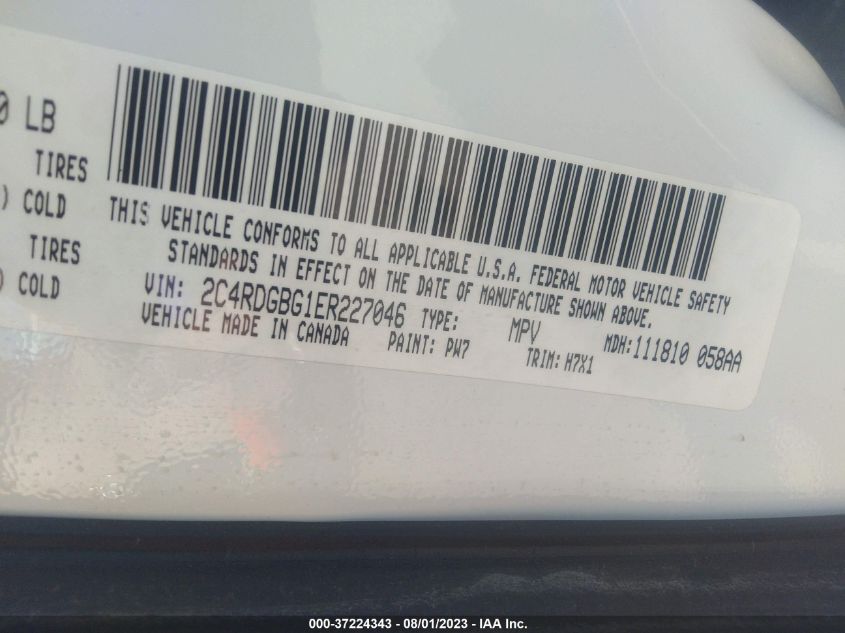 0 LB
TIRES
) COLD
TIRES
) COLD
THIS VEHICLE CONFORMS TO ALL APPLICABLE U.S.A. FEDERAL MOTOR VEHICLE SAFETY
STANDARDS IN EFFECT ON THE DATE OF MANUFACTURE SHOWN ABOVE.
VIN: 2C4RDGBG1ER227046 TYPE: MPV MDH:111810 058AA
VEHICLE MADE IN CANADA PAINT: PW7 TRIM: H7X1
000-37224343 - 08/01/2023 - IAA Inc.